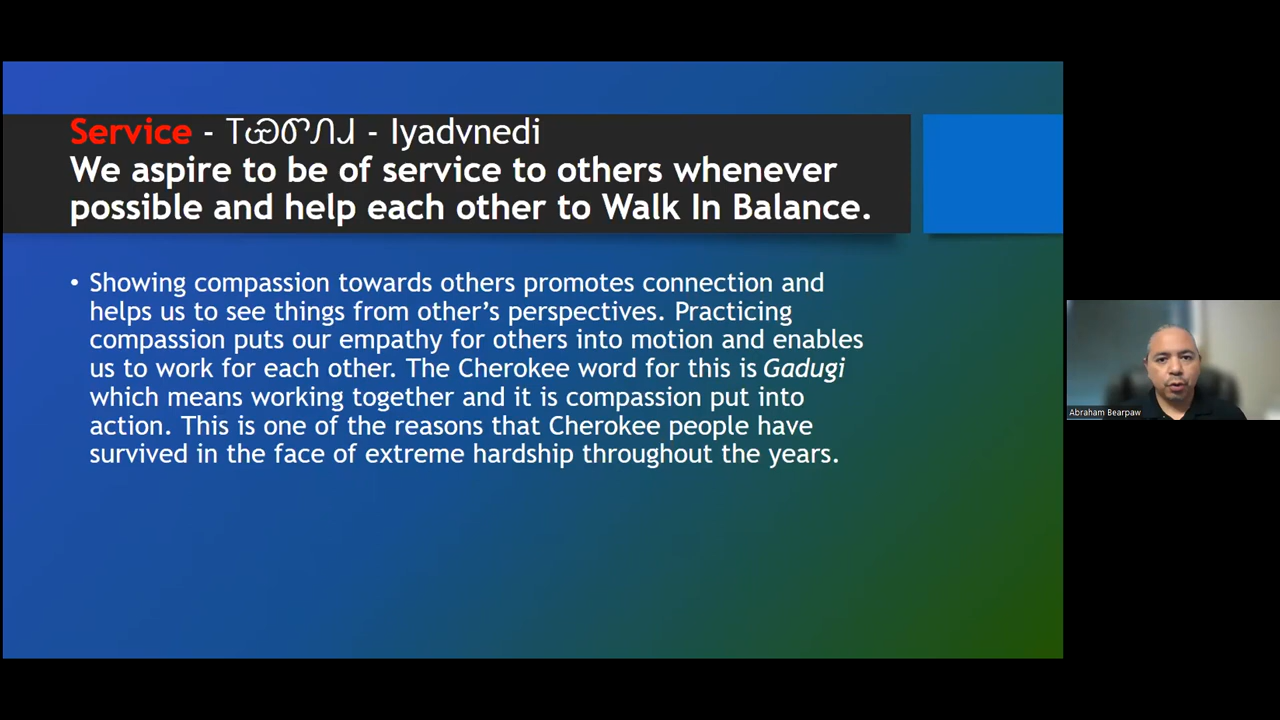 Service - ᎢᏯᏛᏁᏗ - Iyadvnedi
We aspire to be of service to others whenever
possible and help each other to Walk In Balance.
• Showing compassion towards others promotes connection and
helps us to see things from other’s perspectives. Practicing
compassion puts our empathy for others into motion and enables
us to work for each other. The Cherokee word for this is Gadugi
which means working together and it is compassion put into
action. This is one of the reasons that Cherokee people have
survived in the face of extreme hardship throughout the years.
Abraham Bearpaw